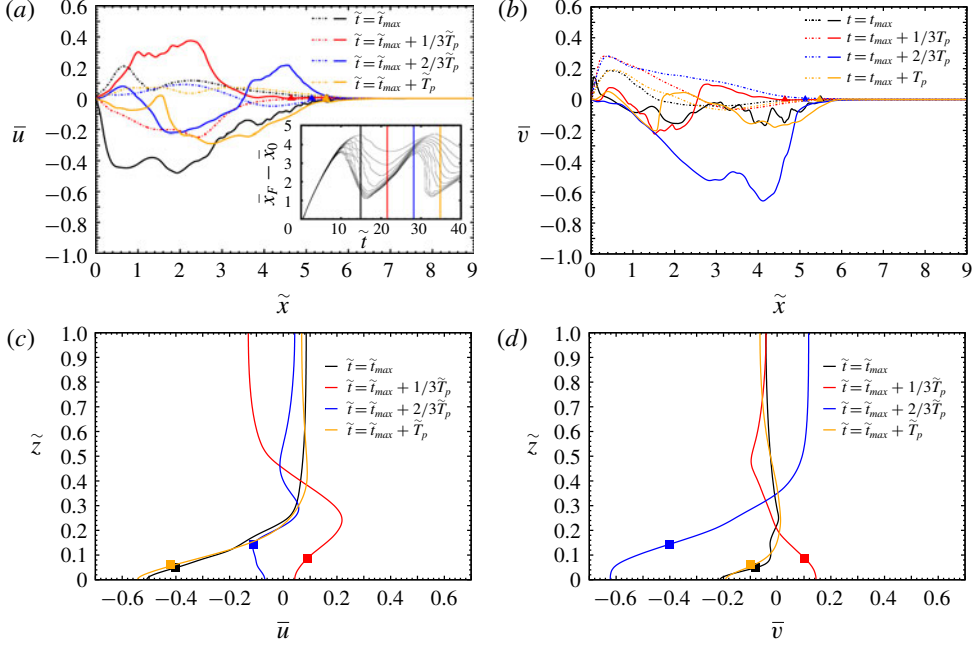 (a)
0.6
0.4
0.2
0
−0.2
−0.4
−0.6
−0.8
−1.0
u̅
t̃ = t̃max
t̃ = t̃max + 1/3T̃p
t̃ = t̃max + 2/3T̃p
t̃ = t̃max + T̃p
x̅F − x̅0
5
4
3
2
1
0
0 10 20 30 40
t̃
0 1 2 3 4 5 6 7 8 9
x̃
(b)
0.6
0.4
0.2
0
−0.2
−0.4
−0.6
−0.8
−1.0
v̅
t = tmax
t = tmax + 1/3Tp
t = tmax + 2/3Tp
t = tmax + Tp
0 1 2 3 4 5 6 7 8 9
x̃
(c)
1.0
0.9
0.8
0.7
0.6
0.5
0.4
0.3
0.2
0.1
0
z̃
t̃ = t̃max
t̃ = t̃max + 1/3T̃p
t̃ = t̃max + 2/3T̃p
t̃ = t̃max + T̃p
−0.6 −0.4 −0.2 0 0.2 0.4 0.6
u̅
(d)
1.0
0.9
0.8
0.7
0.6
0.5
0.4
0.3
0.2
0.1
0
z̃
t̃ = t̃max
t̃ = t̃max + 1/3T̃p
t̃ = t̃max + 2/3T̃p
t̃ = t̃max + T̃p
−0.6 −0.4 −0.2 0 0.2 0.4 0.6
v̅